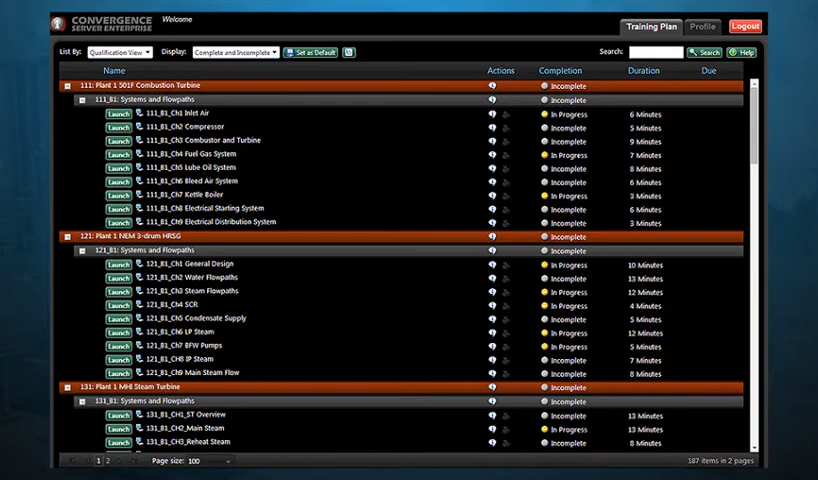 CONVERGENCE
SERVER ENTERPRISE
Welcome
Training Plan Profile Logout
List By: Qualification View Display: Complete and Incomplete Set as Default Search: Search Help
Name Actions Completion Duration Due
111: Plant 1 501F Combustion Turbine Incomplete
111_B1: Systems and Flowpaths Incomplete
Launch 111_B1_Ch1 Inlet Air In Progress 6 Minutes
Launch 111_B1_Ch2 Compressor Incomplete 5 Minutes
Launch 111_B1_Ch3 Combustor and Turbine Incomplete 9 Minutes
Launch 111_B1_Ch4 Fuel Gas System In Progress 7 Minutes
Launch 111_B1_Ch5 Lube Oil System Incomplete 8 Minutes
Launch 111_B1_Ch6 Bleed Air System Incomplete 6 Minutes
Launch 111_B1_Ch7 Kettle Boiler In Progress 3 Minutes
Launch 111_B1_Ch8 Electrical Starting System Incomplete 6 Minutes
Launch 111_B1_Ch9 Electrical Distribution System Incomplete 3 Minutes
121: Plant 1 NEM 3-drum HRSG Incomplete
121_B1: Systems and Flowpaths Incomplete
Launch 121_B1_Ch1 General Design In Progress 10 Minutes
Launch 121_B1_Ch2 Water Flowpaths Incomplete 13 Minutes
Launch 121_B1_Ch3 Steam Flowpaths In Progress 12 Minutes
Launch 121_B1_Ch4 SCR In Progress 4 Minutes
Launch 121_B1_Ch5 Condensate Supply Incomplete 5 Minutes
Launch 121_B1_Ch6 LP Steam In Progress 12 Minutes
Launch 121_B1_Ch7 BFW Pumps In Progress 5 Minutes
Launch 121_B1_CH8 IP Steam Incomplete 7 Minutes
Launch 121_B1_Ch9 Main Steam Flow Incomplete 8 Minutes
131: Plant 1 MHI Steam Turbine Incomplete
131_B1: Systems and Flowpaths Incomplete
Launch 131_B1_CH1_ST Overview Incomplete 13 Minutes
Launch 131_B1_CH2_Main Steam In Progress 13 Minutes
Launch 131_B1_CH3_Reheat Steam Incomplete 8 Minutes
1 2 Page size: 100 187 items in 2 pages